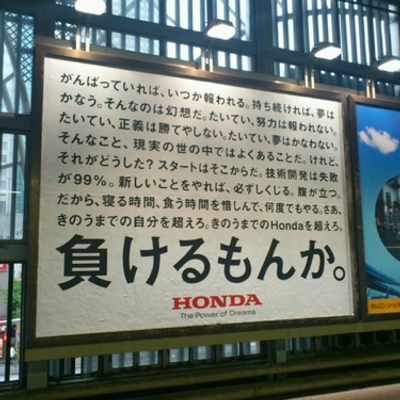 がんばっていれば、いつか報われる。持ち続ければ、夢は
かなう。そんなのは幻想だ。たいてい、努力は報われない。
たいてい、正義は勝てやしない。たいてい、夢はかなわない。
そんなこと、現実の世の中ではよくあることだ。けれど、
それがどうした？スタートはそこからだ。技術開発は失敗
が99%。新しいことをやれば、必ずしくじる。腹が立つ。
だから、寝る時間、食う時間を惜しんで、何度でもやる。さあ、
きのうまでの自分を超えろ。きのうまでのHondaを超えろ。
負けるもんか。
HONDA
The Power of Dreams